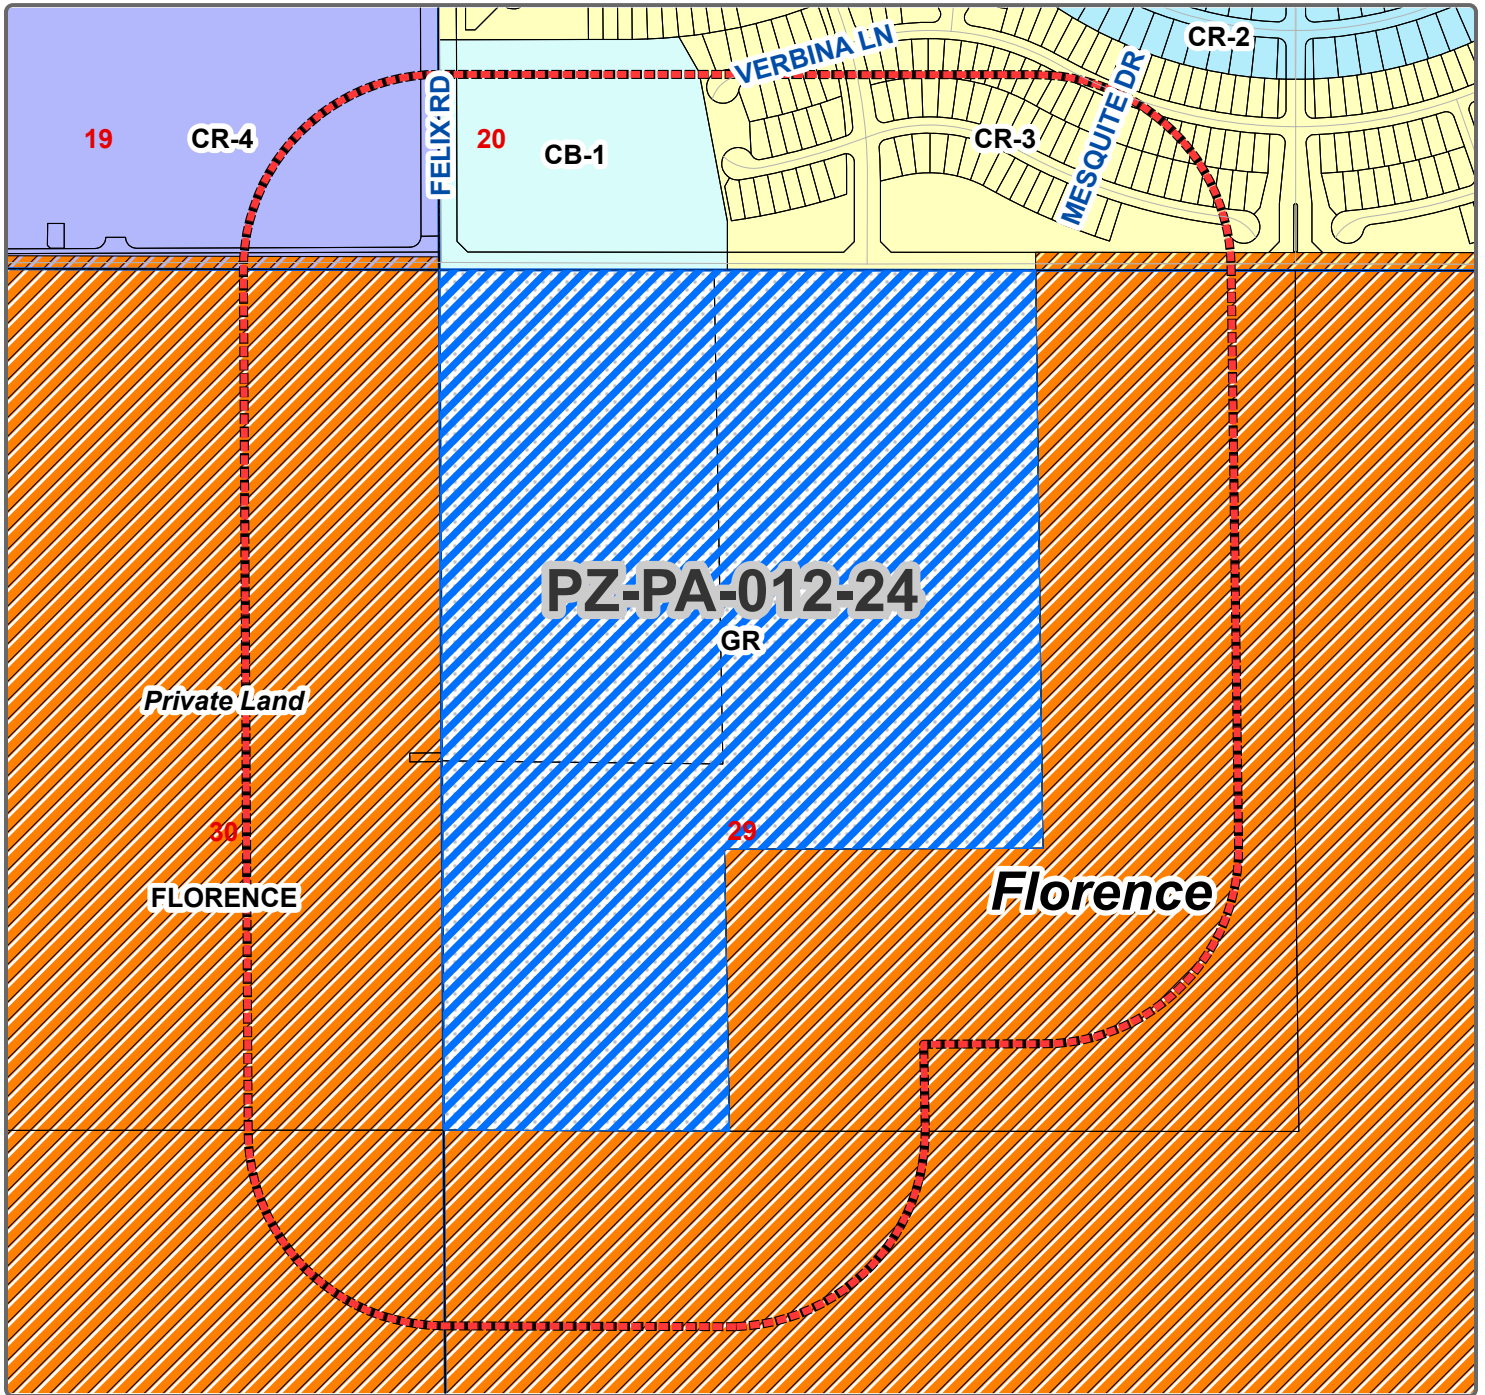 CR-2
VERBINA LN
MESQUITE DR
FELIX RD
19
CR-4
20
CB-1
CR-3
PZ-PA-012-24
GR
Private Land
30
29
FLORENCE
Florence